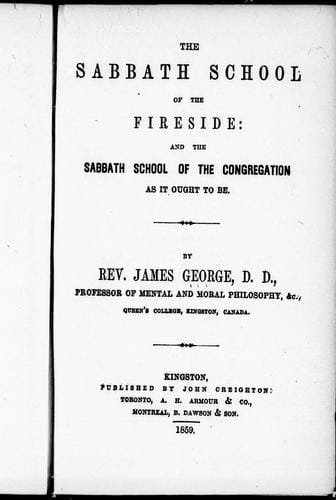 THE
SABBATH SCHOOL
OF THE
FIRESIDE:
AND THE
SABBATH SCHOOL OF THE CONGREGATION
AS IT OUGHT TO BE.
BY
REV. JAMES GEORGE, D. D.,
PROFESSOR OF MENTAL AND MORAL PHILOSOPHY, &c.,
QUEEN'S COLLEGE, KINGSTON, CANADA.
KINGSTON,
PUBLISHED BY JOHN CREIGHTON:
TORONTO, A. H. ARMOUR & CO.,
MONTREAL, B. DAWSON & SON.
1859.